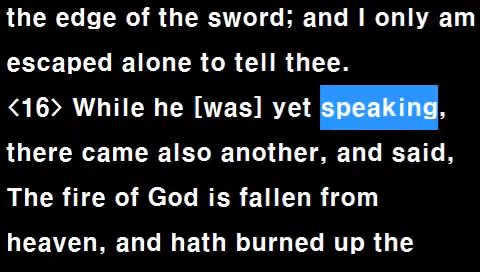 the edge of the sword; and I only am
escaped alone to tell thee.
<16> While he [was] yet speaking,
there came also another, and said,
The fire of God is fallen from
heaven, and hath burned up the